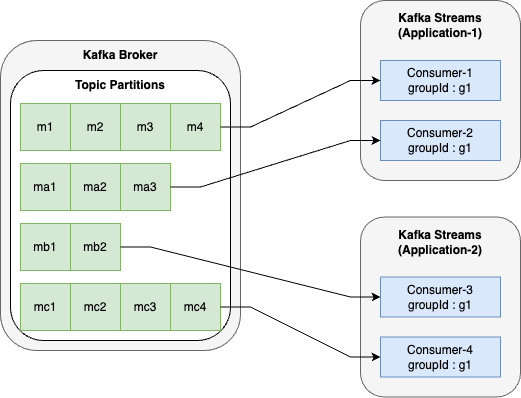 Kafka Broker
Topic Partitions
m1 m2 m3 m4
ma1 ma2 ma3
mb1 mb2
mc1 mc2 mc3 mc4
Kafka Streams
(Application-1)
Consumer-1
groupId : g1
Consumer-2
groupId : g1
Kafka Streams
(Application-2)
Consumer-3
groupId : g1
Consumer-4
groupId : g1